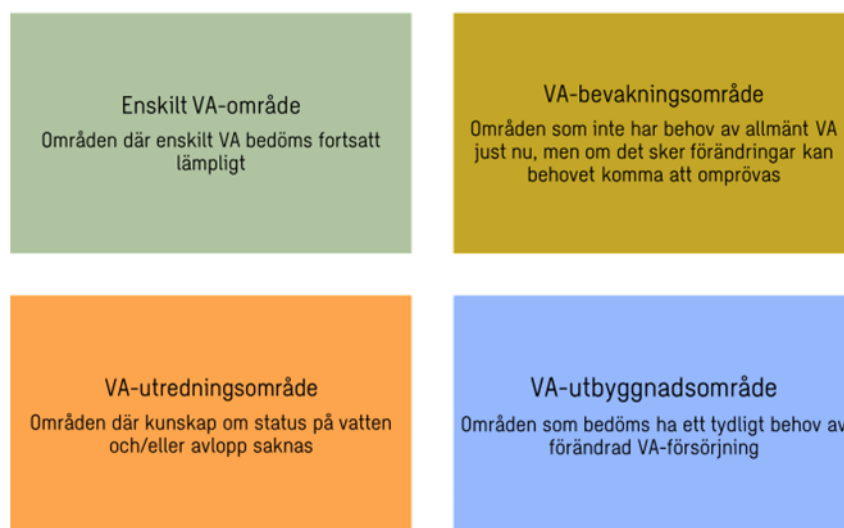 Enskilt VA-område
Områden där enskilt VA bedöms fortsatt
lämpligt
VA-bevakningsområde
Områden som inte har behov av allmänt VA
just nu, men om det sker förändringar kan
behovet komma att omprövas
VA-utredningsområde
Områden där kunskap om status på vatten
och/eller avlopp saknas
VA-utbyggnadsområde
Områden som bedöms ha ett tydligt behov av
förändrad VA-försörjning